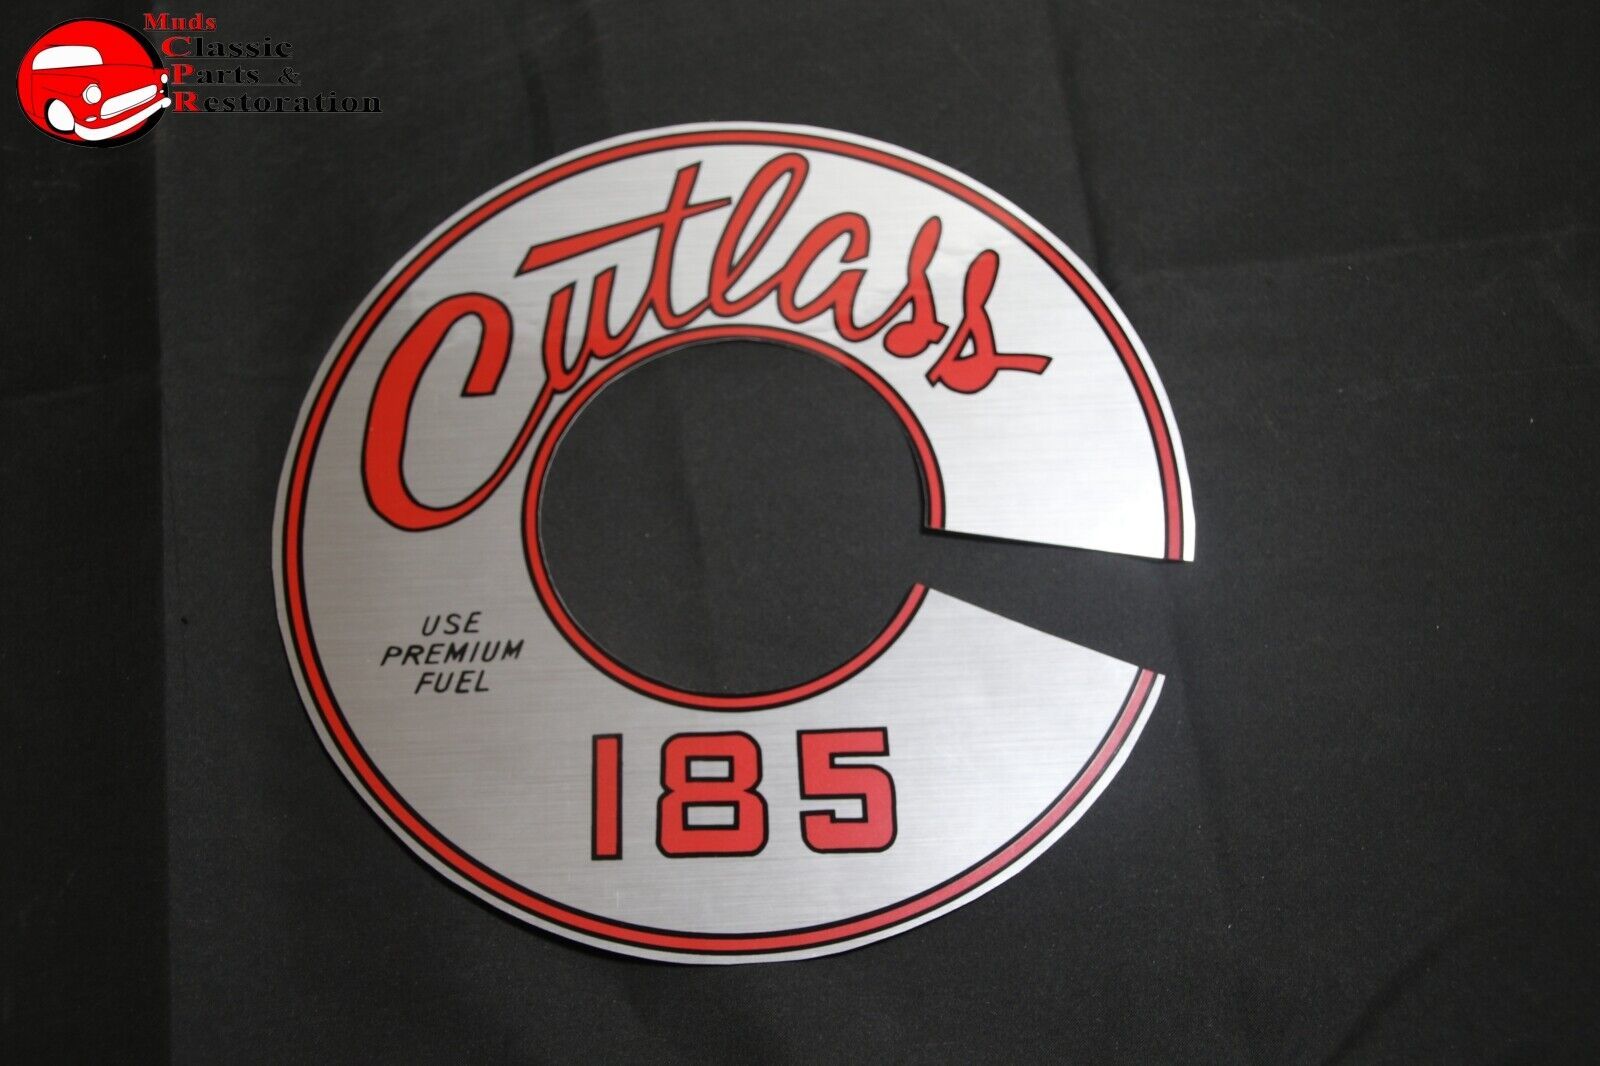 Muds
Classic
Parts &
Restoration
Cutlass
USE
PREMIUM
FUEL
185